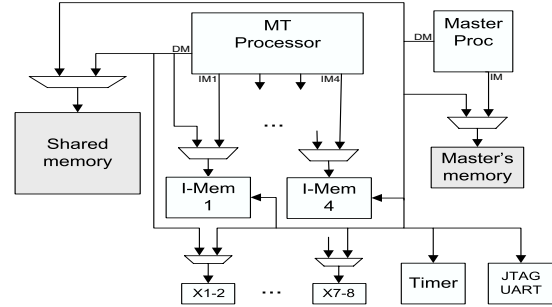 MT
Processor
Master
Proc
DM
DM
IM1
IM4
IM
...
Shared
memory
Master's
memory
I-Mem
1
I-Mem
4
X1-2
...
X7-8
Timer
JTAG
UART